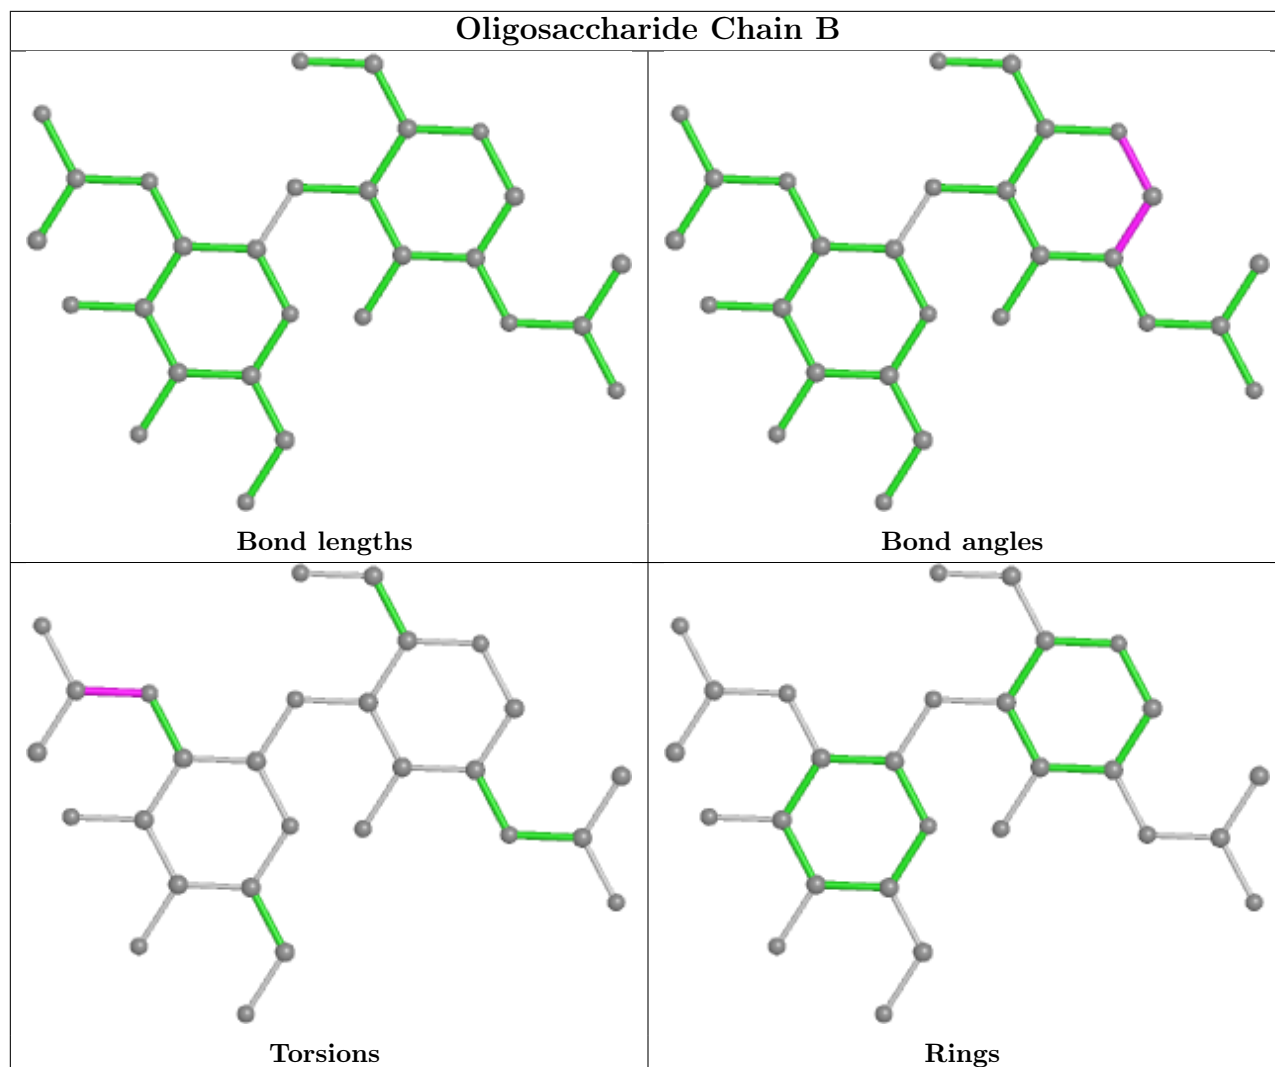 Oligosaccharide Chain B
Bond lengths
Bond angles
Torsions
Rings